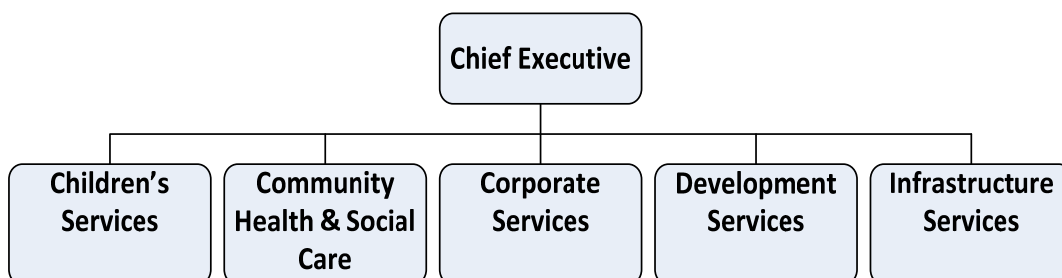 Chief Executive
Children’s
Services
Community
Health & Social
Care
Corporate
Services
Development
Services
Infrastructure
Services